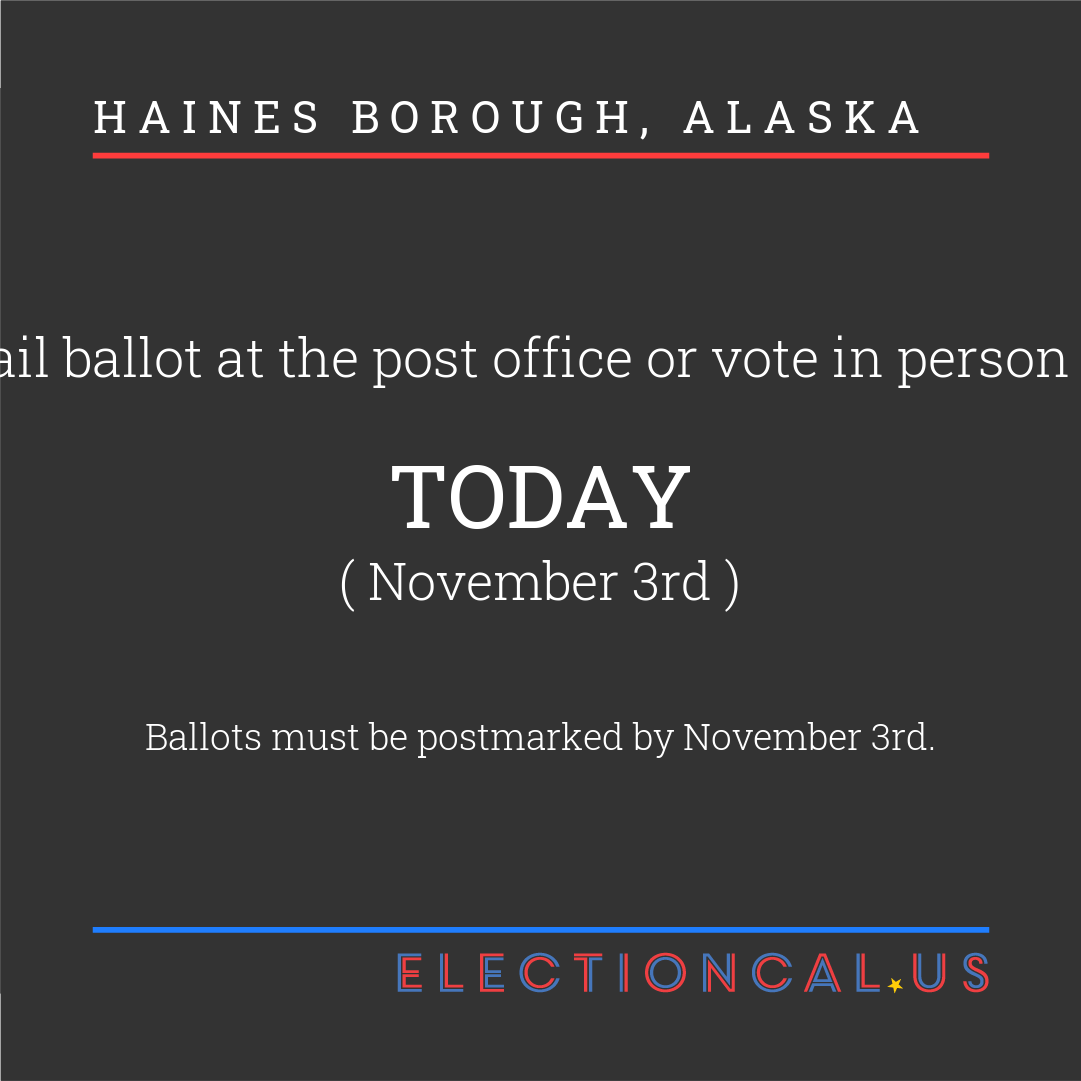 HAINES BOROUGH, ALASKA
ail ballot at the post office or vote in person
TODAY
( November 3rd )
Ballots must be postmarked by November 3rd.
ELECTIONCAL.US